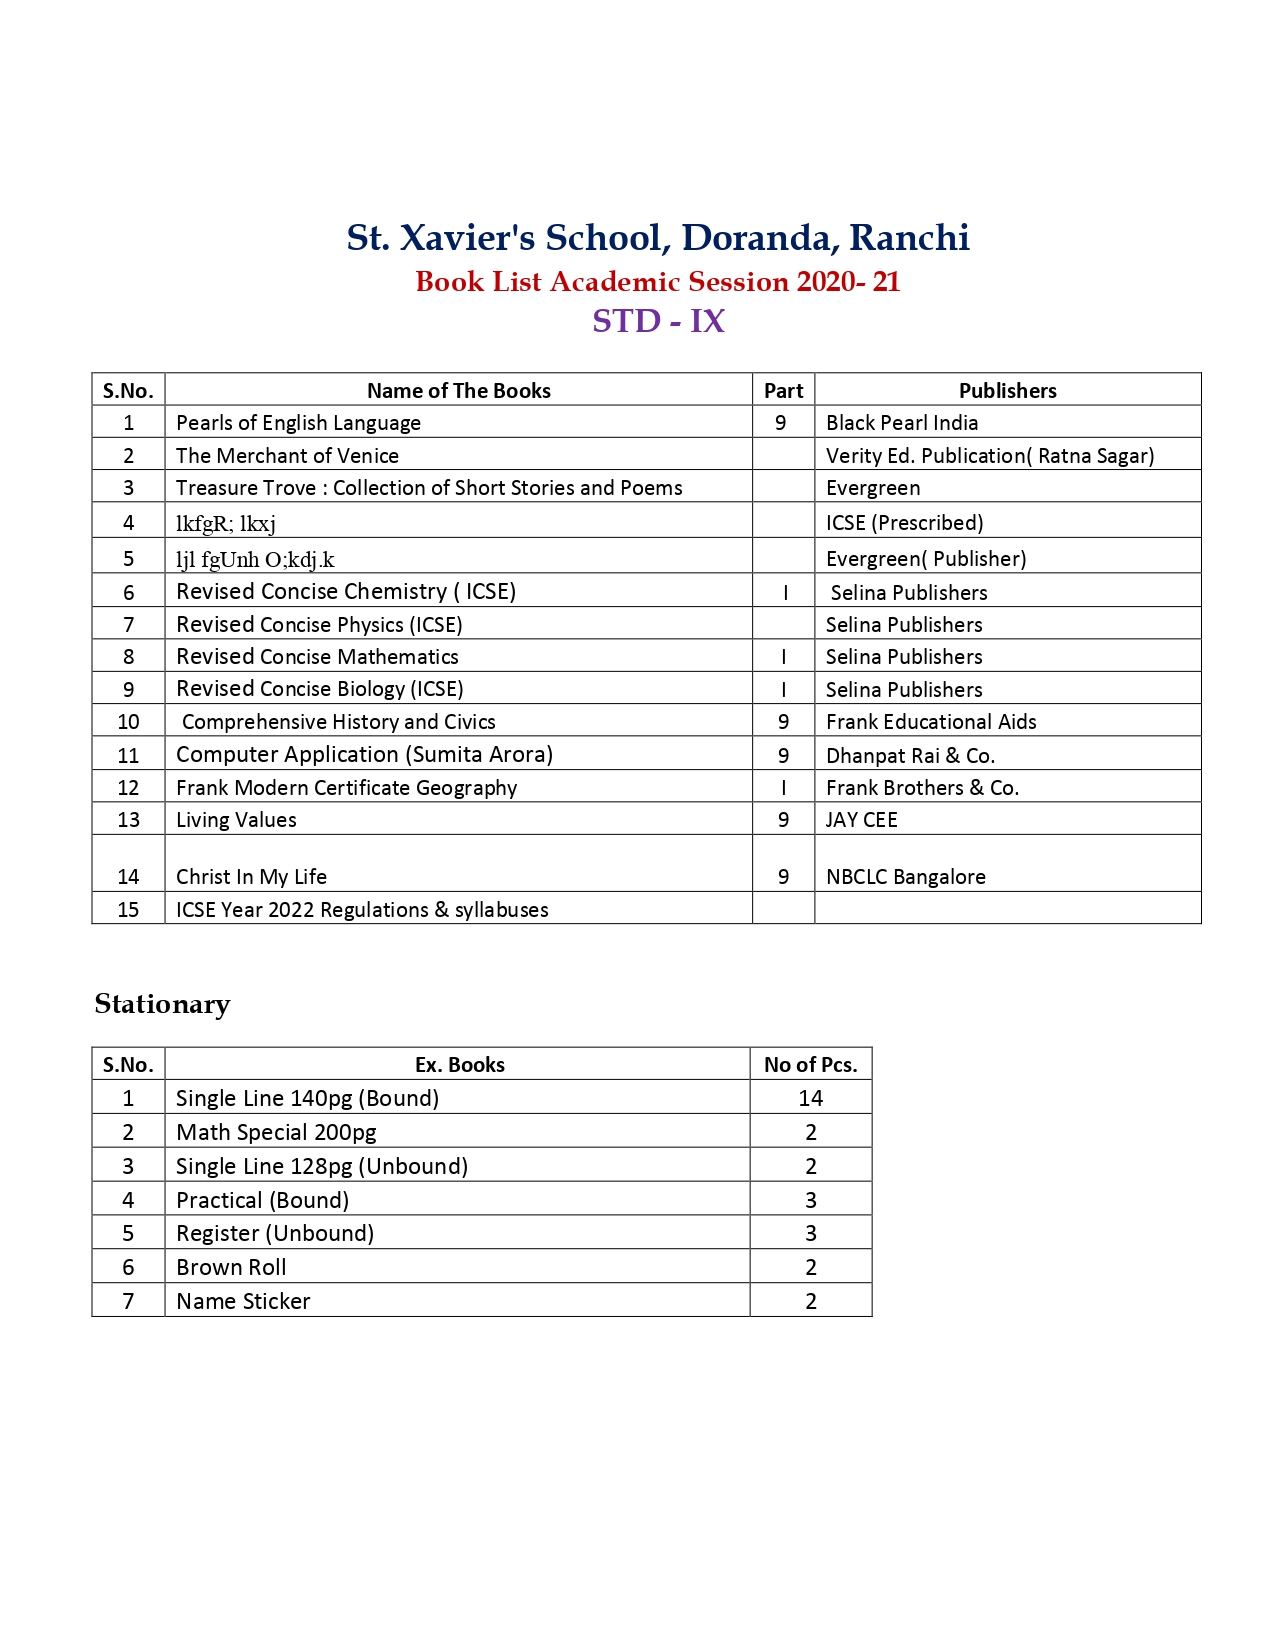 St. Xavier's School, Doranda, Ranchi
Book List Academic Session 2020- 21
STD - IX
S.No. Name of The Books Part Publishers
1 Pearls of English Language 9 Black Pearl India
2 The Merchant of Venice Verity Ed. Publication( Ratna Sagar)
3 Treasure Trove : Collection of Short Stories and Poems Evergreen
4 lkfgR; lkxj ICSE (Prescribed)
5 ljl fgUnh O;kdj.k Evergreen( Publisher)
6 Revised Concise Chemistry ( ICSE) I Selina Publishers
7 Revised Concise Physics (ICSE) Selina Publishers
8 Revised Concise Mathematics I Selina Publishers
9 Revised Concise Biology (ICSE) I Selina Publishers
10 Comprehensive History and Civics 9 Frank Educational Aids
11 Computer Application (Sumita Arora) 9 Dhanpat Rai & Co.
12 Frank Modern Certificate Geography I Frank Brothers & Co.
13 Living Values 9 JAY CEE
14 Christ In My Life 9 NBCLC Bangalore
15 ICSE Year 2022 Regulations & syllabuses
Stationary
S.No. Ex. Books No of Pcs.
1 Single Line 140pg (Bound) 14
2 Math Special 200pg 2
3 Single Line 128pg (Unbound) 2
4 Practical (Bound) 3
5 Register (Unbound) 3
6 Brown Roll 2
7 Name Sticker 2